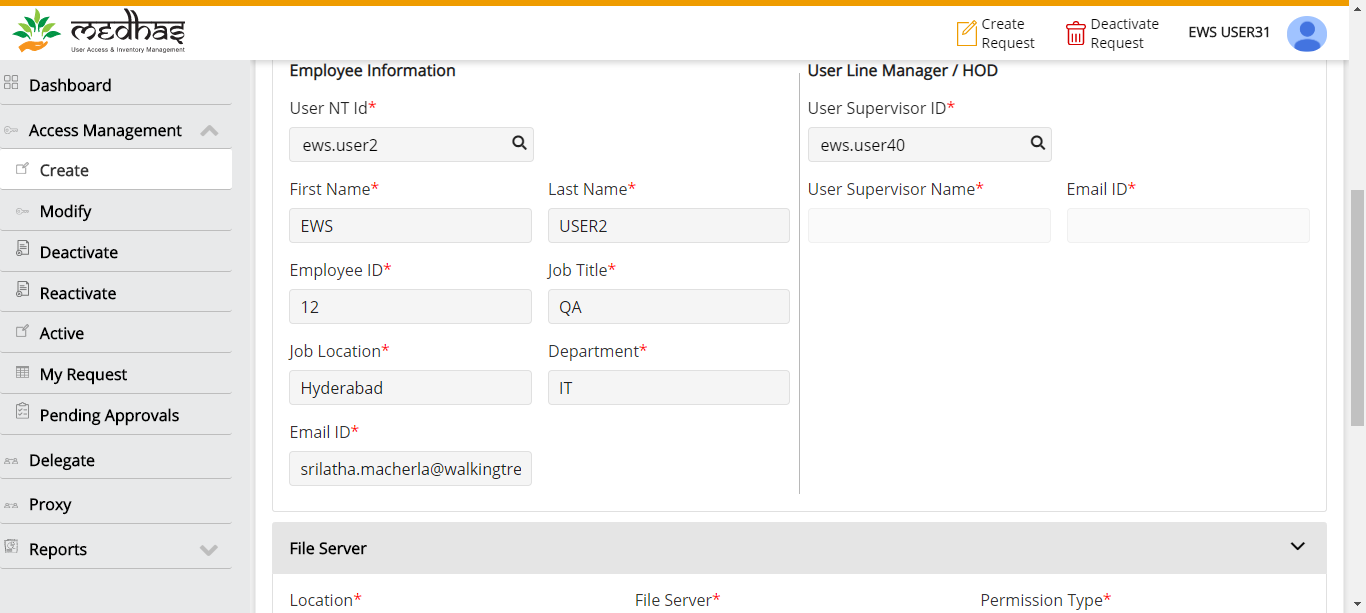 medhas
User Access & Inventory Management
Create
Request
Deactivate
Request
EWS USER31
Dashboard
Access Management
Create
Modify
Deactivate
Reactivate
Active
My Request
Pending Approvals
Delegate
Proxy
Reports
Employee Information
User NT Id*
ews.user2
First Name* Last Name*
EWS USER2
Employee ID* Job Title*
12 QA
Job Location* Department*
Hyderabad IT
Email ID*
srilatha.macherla@walkingtre
User Line Manager / HOD
User Supervisor ID*
ews.user40
User Supervisor Name* Email ID*
File Server
Location* File Server* Permission Type*